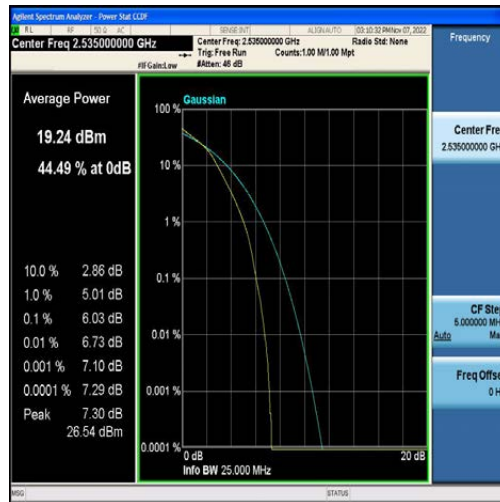 Agilent Spectrum Analyzer - Power Stat CCDF
RL RF 50 Ω AC SENSE:INT ALIGNAUTO 03:10:32 PM Nov 07, 2022
Center Freq 2.535000000 GHz
Center Freq: 2.535000000 GHz
Radio Std: None
Trig: Free Run
Counts:1.00 M/1.00 Mpt
#IFGain:Low
#Atten: 46 dB
Frequency
Average Power
19.24 dBm
44.49 % at 0dB
10.0 % 2.86 dB
1.0 % 5.01 dB
0.1 % 6.03 dB
0.01 % 6.73 dB
0.001 % 7.10 dB
0.0001 % 7.29 dB
Peak 7.30 dB
26.54 dBm
Gaussian
100 %
10 %
1 %
0.1 %
0.01 %
0.001 %
0.0001 %
0 dB
20 dB
Info BW 25.000 MHz
Center Fre
2.535000000 GH
CF Ste
5.000000 MH
Auto Ma
Freq Offse
0 H
MSG
STATUS